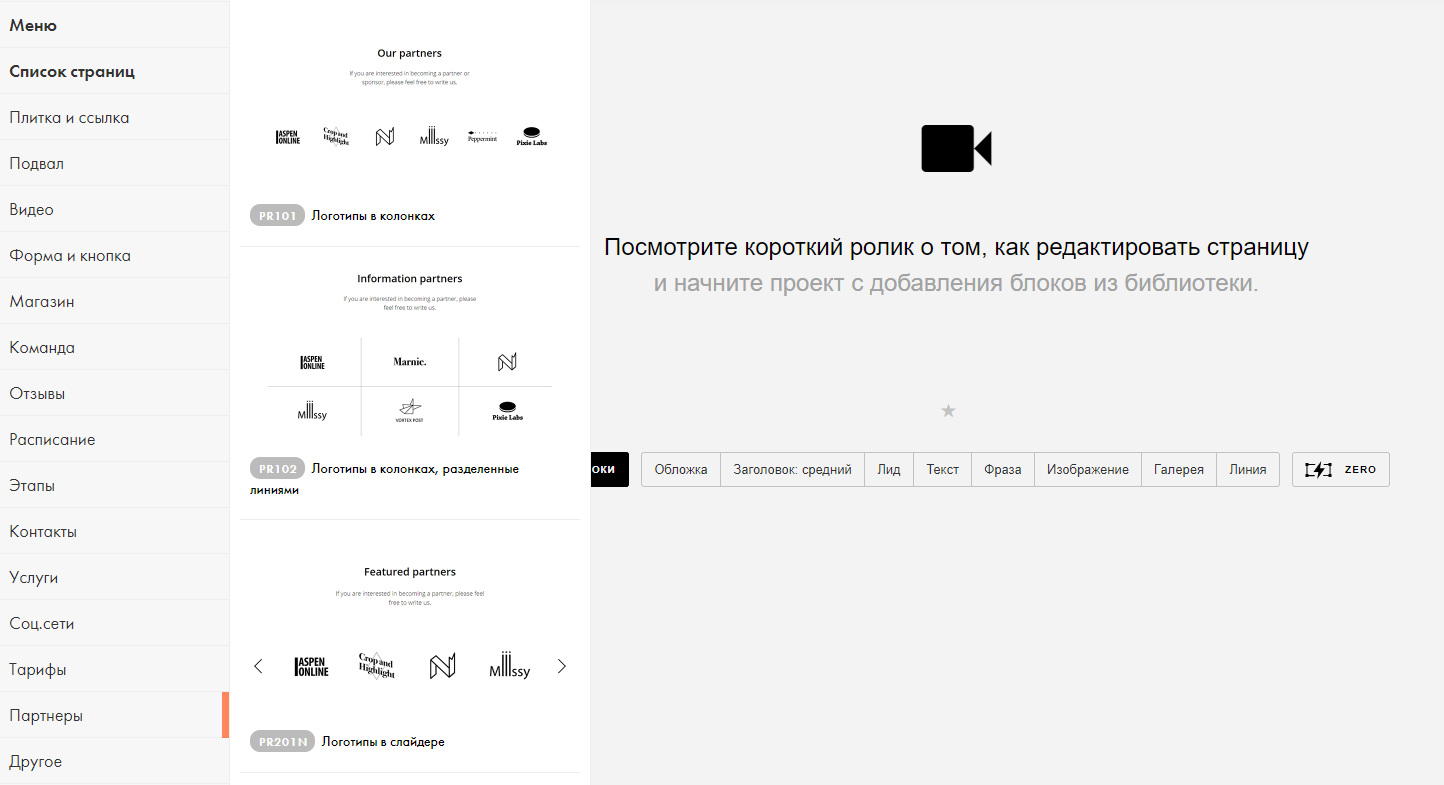 Меню
Список страниц
Плитка и ссылка
Подвал
Видео
Форма и кнопка
Магазин
Команда
Отзывы
Расписание
Этапы
Контакты
Услуги
Соц.сети
Тарифы
Партнеры
Другое
Our partners
If you are interested in becoming a partner or
sponsor, please feel free to write us.
ASPEN
ONLINE
Crop and
Highlight
Milssy
Peppermint
Pixie Labs
PR101 Логотипы в колонках
Information partners
If you are interested in becoming a partner, please
feel free to write us.
ASPEN
ONLINE
Marnie.
Milssy
VORTEX POST
Pixie Labs
PR102 Логотипы в колонках, разделенные
линиями
Featured partners
If you are interested in becoming a partner, please feel
free to write us.
ASPEN
ONLINE
Crop and
Highlight
Milssy
PR201N Логотипы в слайдере
Посмотрите короткий ролик о том, как редактировать страницу
и начните проект с добавления блоков из библиотеки.
ОКИ
Обложка
Заголовок: средний
Лид
Текст
Фраза
Изображение
Галерея
Линия
ZERO